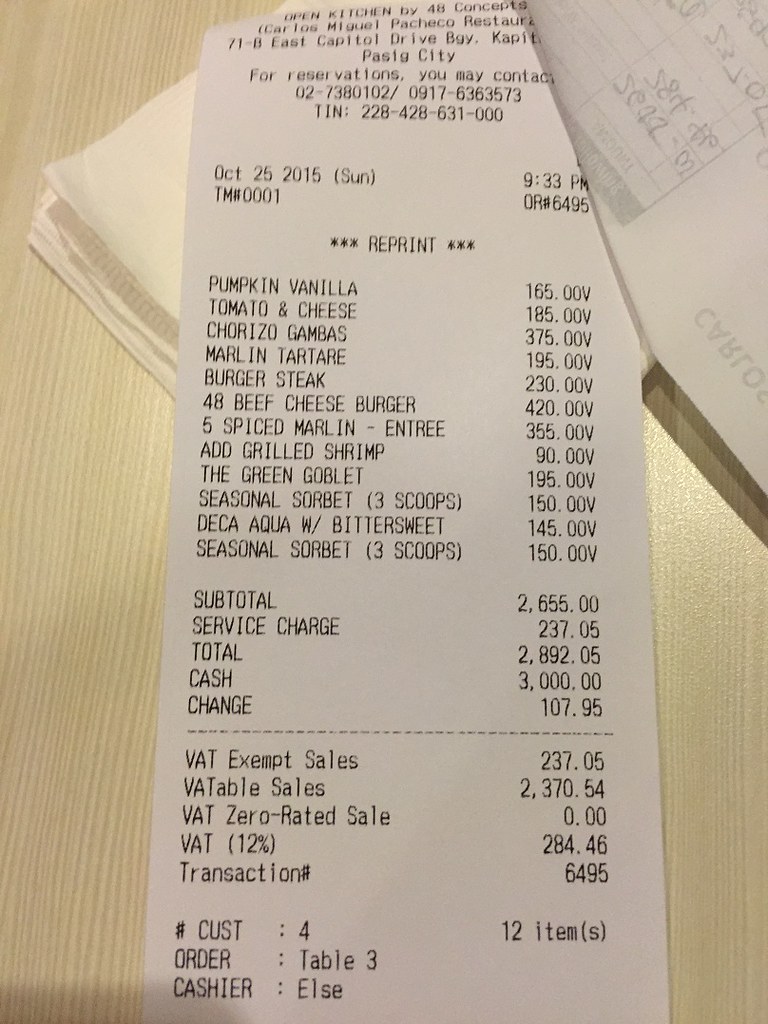 OPEN KITCHEN by 48 Concepts
(Carlos Miguel Pacheco Restaur
71-B East Capitol Drive Bgy. Kapit
Pasig City
For reservations, you may contac
02-7380102/ 0917-6363573
TIN: 228-428-631-000
Oct 25 2015 (Sun) 9:33 PM
TM#0001 OR#6495
*** REPRINT ***
PUMPKIN VANILLA 165.00V
TOMATO & CHEESE 185.00V
CHORIZO GAMBAS 375.00V
MARLIN TARTARE 195.00V
BURGER STEAK 230.00V
48 BEEF CHEESE BURGER 420.00V
5 SPICED MARLIN - ENTREE 355.00V
ADD GRILLED SHRIMP 90.00V
THE GREEN GOBLET 195.00V
SEASONAL SORBET (3 SCOOPS) 150.00V
DECA AQUA W/ BITTERSWEET 145.00V
SEASONAL SORBET (3 SCOOPS) 150.00V
SUBTOTAL 2,655.00
SERVICE CHARGE 237.05
TOTAL 2,892.05
CASH 3,000.00
CHANGE 107.95
VAT Exempt Sales 237.05
VATable Sales 2,370.54
VAT Zero-Rated Sale 0.00
VAT (12%) 284.46
Transaction# 6495
# CUST : 4 12 item(s)
ORDER : Table 3
CASHIER : Else
CARLOS